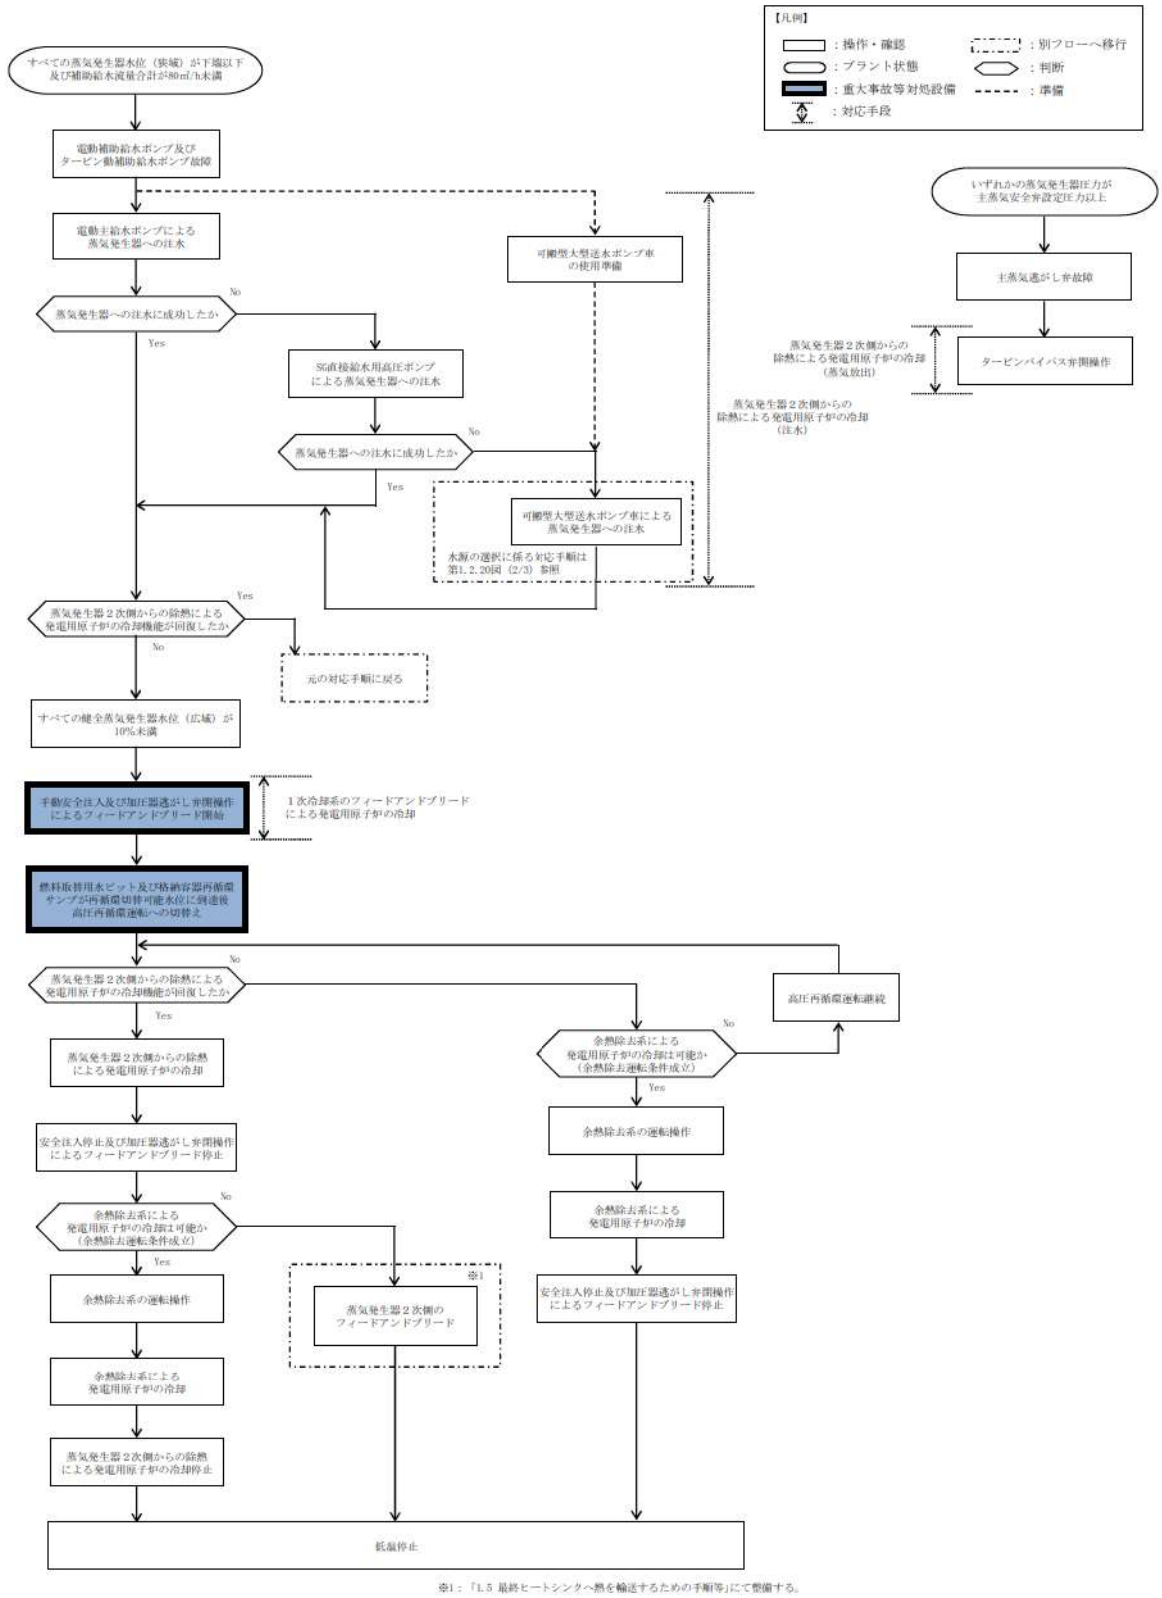 【凡例】
：操作・確認
：別フローへ移行
：プラント状態
：判断
：重大事故等対処設備
：準備
：対応手段
すべての蒸気発生器水位（狭域）が下端以下
及び補助給水流量合計が80㎥/h未満
電動補助給水ポンプ及び
タービン動補助給水ポンプ故障
電動主給水ポンプによる
蒸気発生器への注水
可搬型大型送水ポンプ車
の使用準備
蒸気発生器への注水に成功したか
No
Yes
SG直接給水用高圧ポンプ
による蒸気発生器への注水
蒸気発生器への注水に成功したか
No
Yes
可搬型大型送水ポンプ車による
蒸気発生器への注水
水源の選択に係る対応手順は
第1.2.20図（2/3）参照
蒸気発生器２次側からの
除熱による発電用原子炉の冷却
（注水）
いずれかの蒸気発生器圧力が
主蒸気安全弁設定圧力以上
主蒸気逃がし弁故障
タービンバイパス弁開操作
蒸気発生器２次側からの
除熱による発電用原子炉の冷却
（蒸気放出）
蒸気発生器２次側からの除熱による
発電用原子炉の冷却機能が回復したか
Yes
No
元の対応手順に戻る
すべての健全蒸気発生器水位（広域）が
10%未満
手動安全注入及び加圧器逃がし弁開操作
によるフィードアンドブリード開始
１次冷却系のフィードアンドブリード
による発電用原子炉の冷却
燃料取替用水ピット及び格納容器再循環
サンプが再循環切替可能水位に到達後
高圧再循環運転への切替え
蒸気発生器２次側からの除熱による
発電用原子炉の冷却機能が回復したか
No
Yes
高圧再循環運転継続
余熱除去系による
発電用原子炉の冷却は可能か
（余熱除去運転条件成立）
No
Yes
蒸気発生器２次側からの除熱
による発電用原子炉の冷却
安全注入停止及び加圧器逃がし弁閉操作
によるフィードアンドブリード停止
余熱除去系による
発電用原子炉の冷却は可能か
（余熱除去運転条件成立）
No
Yes
余熱除去系の運転操作
余熱除去系による
発電用原子炉の冷却
蒸気発生器２次側からの除熱
による発電用原子炉の冷却停止
※1
蒸気発生器２次側の
フィードアンドブリード
余熱除去系の運転操作
余熱除去系による
発電用原子炉の冷却
安全注入停止及び加圧器逃がし弁閉操作
によるフィードアンドブリード停止
低温停止
※1：「1.5 最終ヒートシンクへ熱を輸送するための手順等」にて整備する。